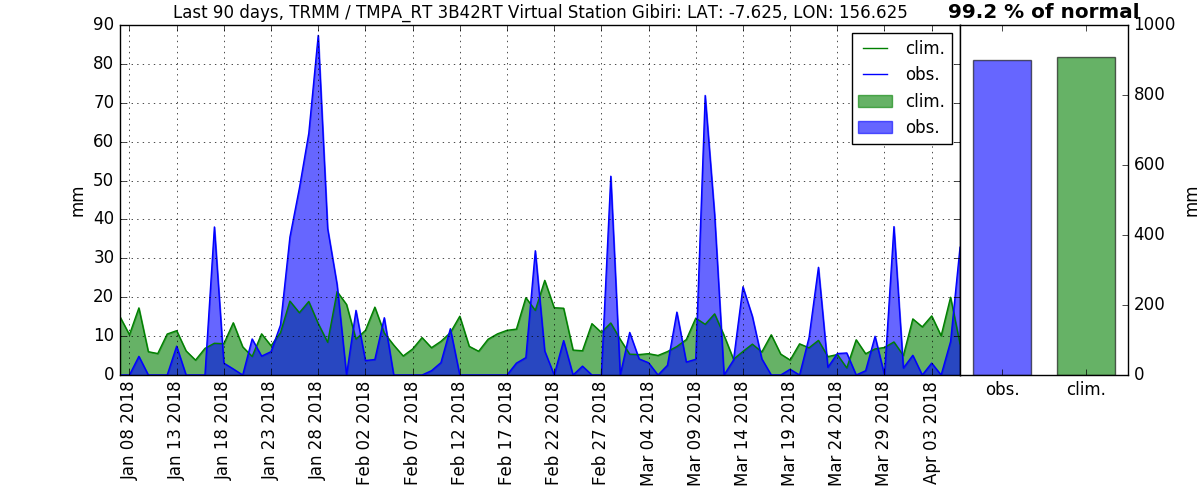 Last 90 days, TRMM / TMPA_RT 3B42RT Virtual Station Gibiri: LAT: -7.625, LON: 156.625
99.2 % of normal
90
80
70
60
50
40
30
20
10
0
mm
clim.
obs.
clim.
obs.
Jan 08 2018
Jan 13 2018
Jan 18 2018
Jan 23 2018
Jan 28 2018
Feb 02 2018
Feb 07 2018
Feb 12 2018
Feb 17 2018
Feb 22 2018
Feb 27 2018
Mar 04 2018
Mar 09 2018
Mar 14 2018
Mar 19 2018
Mar 24 2018
Mar 29 2018
Apr 03 2018
1000
800
600
400
200
0
mm
obs.
clim.